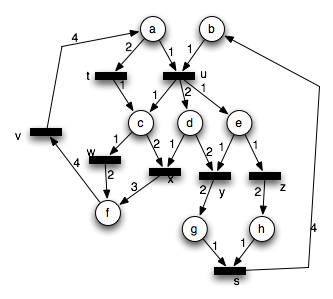 a b
4 2 1 1
t u
1 1 2 1
c d e
v
1 2 1 2 1 1
w
2 x y z
4 3 2 2
f
g h
1 1 4
s